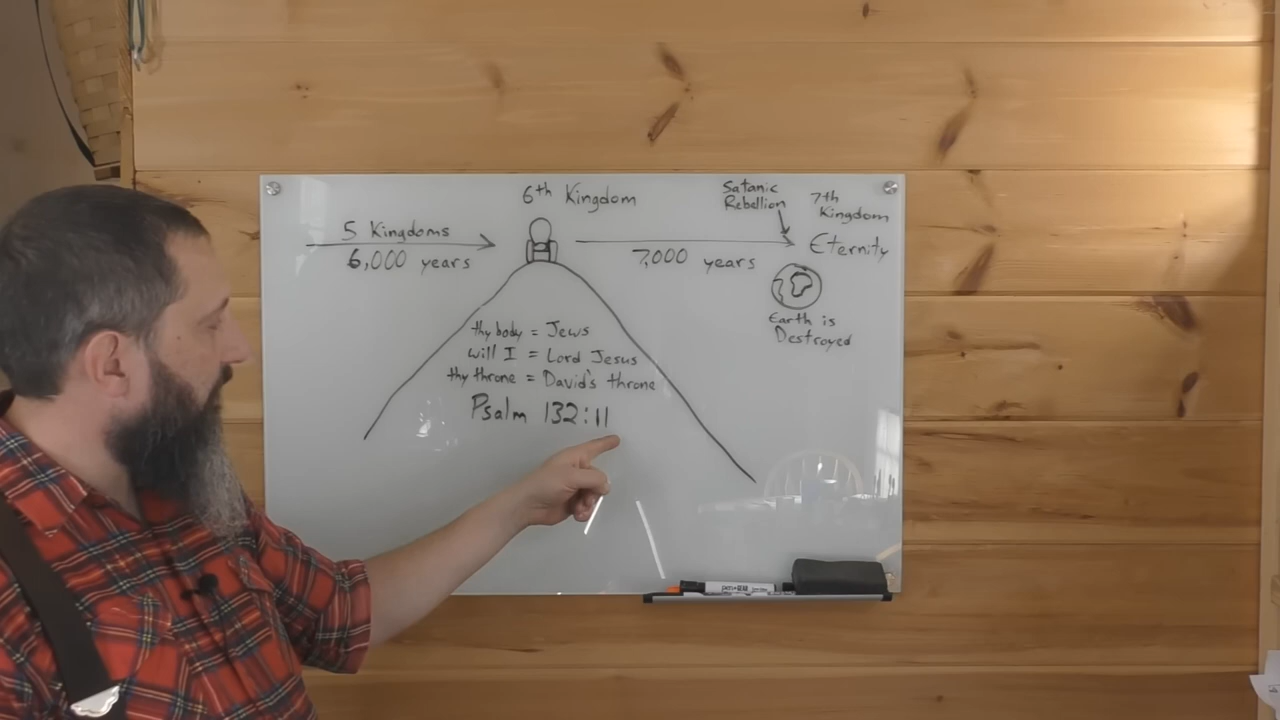 6th Kingdom
5 Kingdoms
6,000 years
7,000 years
Satanic
Rebellion
7th
Kingdom
Eternity
Earth is
Destroyed
thy body = Jews
will I = Lord Jesus
thy throne = David's throne
Psalm 132:11